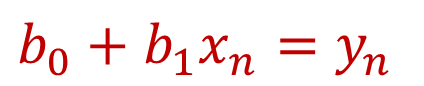 b₀ + b₁xₙ = yₙ